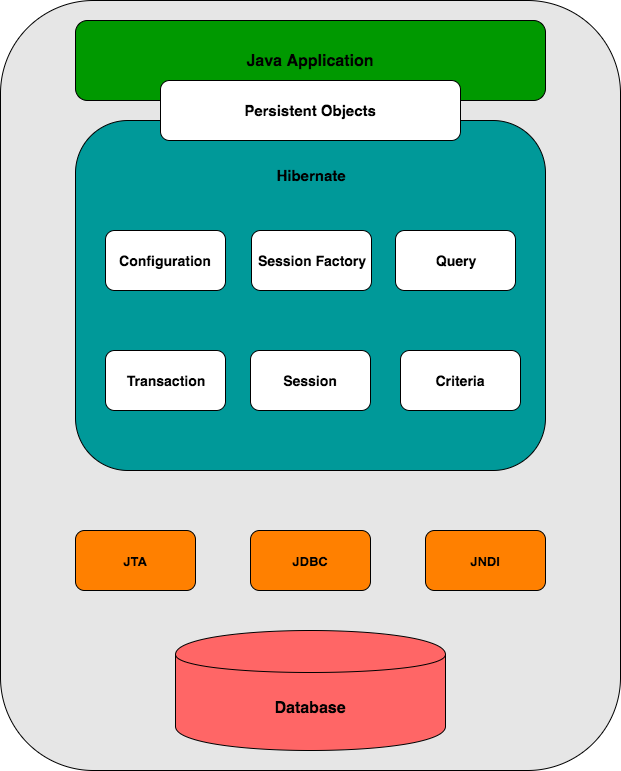 Java Application
Persistent Objects
Hibernate
Configuration
Session Factory
Query
Transaction
Session
Criteria
JTA
JDBC
JNDI
Database